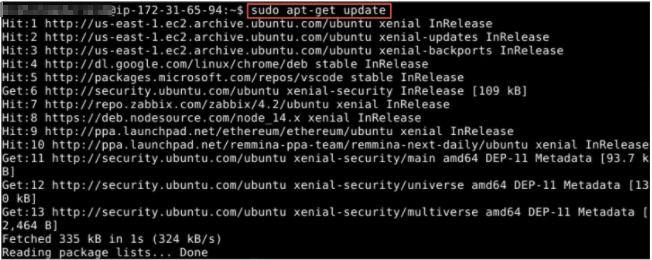 @ip-172-31-65-94:~$ sudo apt-get update
Hit:1 http://us-east-1.ec2.archive.ubuntu.com/ubuntu xenial InRelease
Hit:2 http://us-east-1.ec2.archive.ubuntu.com/ubuntu xenial-updates InRelease
Hit:3 http://us-east-1.ec2.archive.ubuntu.com/ubuntu xenial-backports InRelease
Hit:4 http://dl.google.com/linux/chrome/deb stable InRelease
Hit:5 http://packages.microsoft.com/repos/vscode stable InRelease
Get:6 http://security.ubuntu.com/ubuntu xenial-security InRelease [109 kB]
Hit:7 http://repo.zabbix.com/zabbix/4.2/ubuntu xenial InRelease
Hit:8 https://deb.nodesource.com/node_14.x xenial InRelease
Hit:9 http://ppa.launchpad.net/ethereum/ethereum/ubuntu xenial InRelease
Hit:10 http://ppa.launchpad.net/remmina-ppa-team/remmina-next-daily/ubuntu xenial InRelease
Get:11 http://security.ubuntu.com/ubuntu xenial-security/main amd64 DEP-11 Metadata [93.7 k
B]
Get:12 http://security.ubuntu.com/ubuntu xenial-security/universe amd64 DEP-11 Metadata [13
0 kB]
Get:13 http://security.ubuntu.com/ubuntu xenial-security/multiverse amd64 DEP-11 Metadata [
2,464 B]
Fetched 335 kB in 1s (324 kB/s)
Reading package lists... Done